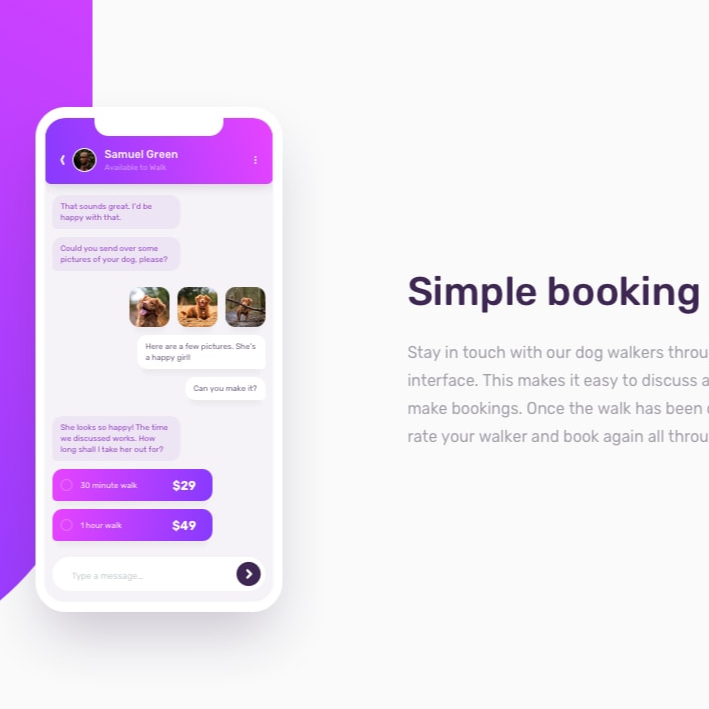 Samuel Green
Available to Walk
That sounds great. I'd be
happy with that.
Could you send over some
pictures of your dog, please?
Here are a few pictures. She's
a happy girl!
Can you make it?
She looks so happy! The time
we discussed works. How
long shall I take her out for?
30 minute walk $29
1 hour walk $49
Type a message...
Simple booking
Stay in touch with our dog walkers
interface. This makes it easy to discuss
make bookings. Once the walk has been
rate your walker and book again all